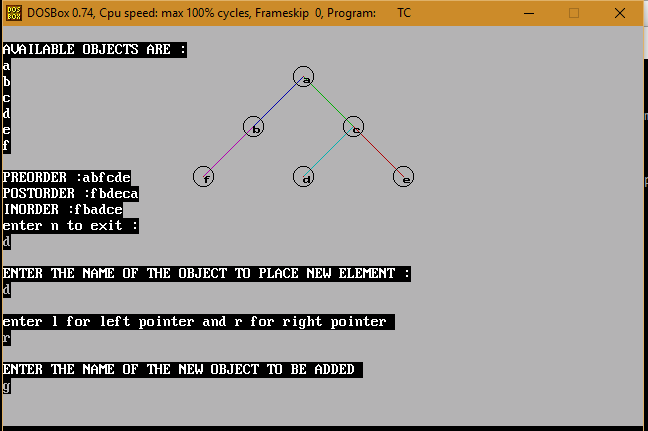 DOSBox 0.74, Cpu speed: max 100% cycles, Frameskip 0, Program: TC
AVAILABLE OBJECTS ARE :
a
b
c
d
e
f
PREORDER :abfcde
POSTORDER :fbdeca
INORDER :fbadce
enter n to exit :
d
ENTER THE NAME OF THE OBJECT TO PLACE NEW ELEMENT :
d
enter l for left pointer and r for right pointer
r
ENTER THE NAME OF THE NEW OBJECT TO BE ADDED
g
a
b c
f d e